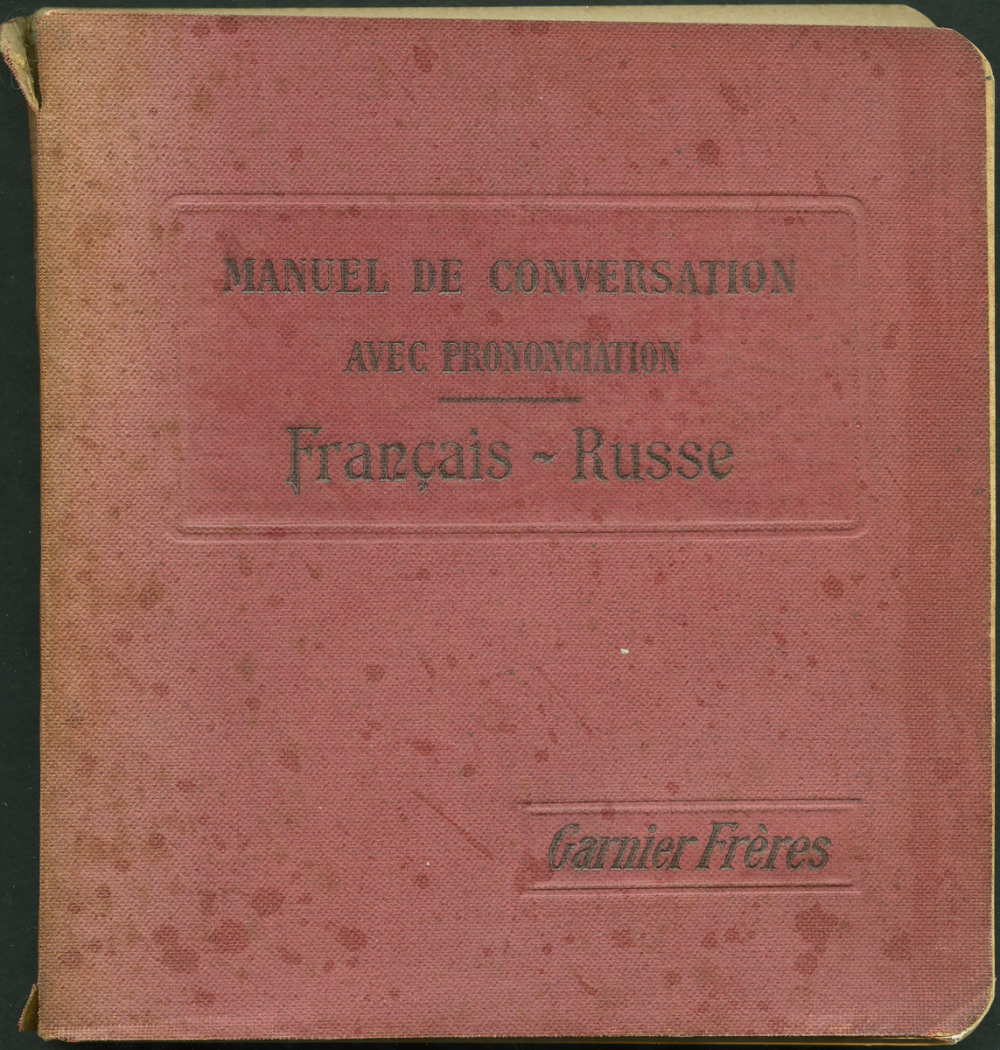 MANUEL DE CONVERSATION
AVEC PRONONCIATION
Français ~ Russe
Garnier Frères